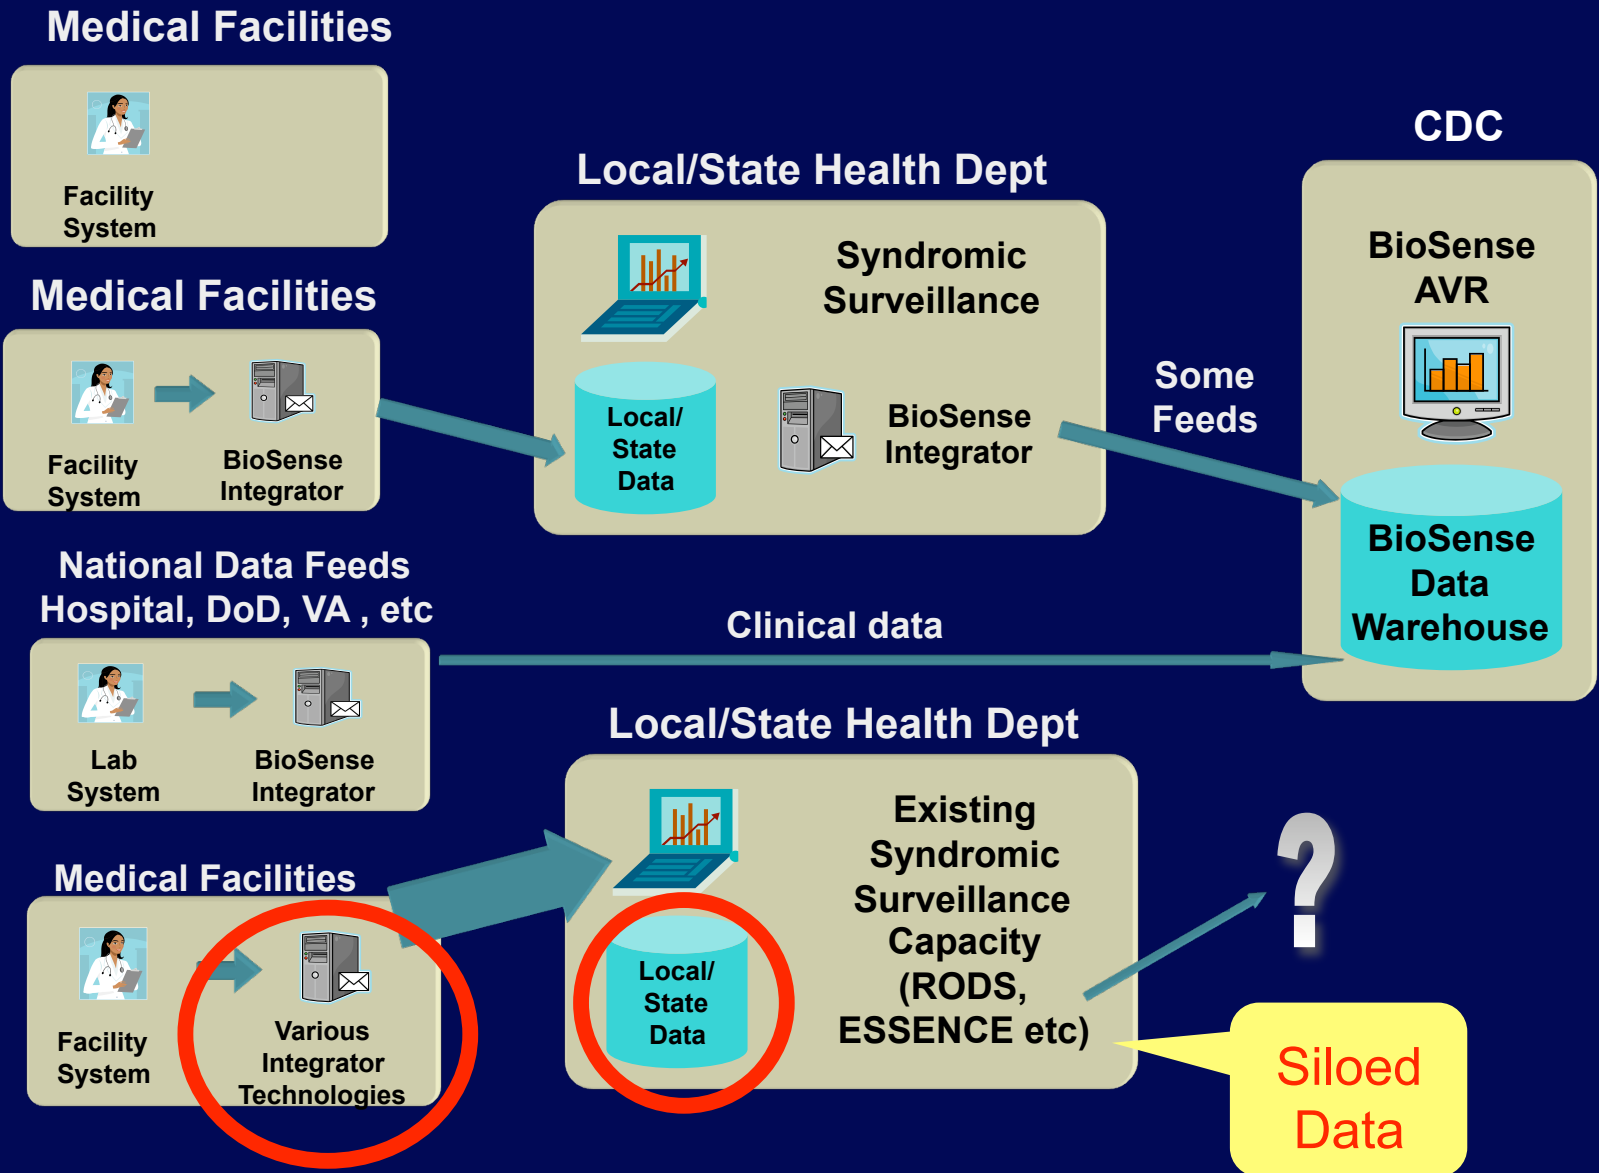 Medical Facilities
Facility
System
Medical Facilities
Facility
System
BioSense
Integrator
National Data Feeds
Hospital, DoD, VA , etc
Lab
System
BioSense
Integrator
Medical Facilities
Facility
System
Various
Integrator
Technologies
Local/State Health Dept
Syndromic
Surveillance
Local/
State
Data
BioSense
Integrator
Some
Feeds
Clinical data
Local/State Health Dept
Existing
Syndromic
Surveillance
Capacity
(RODS,
ESSENCE etc)
Local/
State
Data
CDC
BioSense
AVR
BioSense
Data
Warehouse
?
Siloed
Data